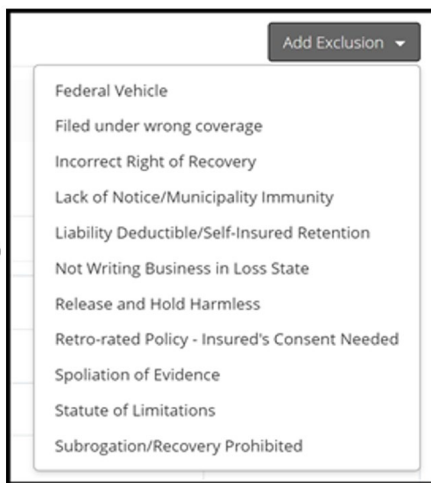 Add Exclusion
Federal Vehicle
Filed under wrong coverage
Incorrect Right of Recovery
Lack of Notice/Municipality Immunity
Liability Deductible/Self-Insured Retention
Not Writing Business in Loss State
Release and Hold Harmless
Retro-rated Policy - Insured's Consent Needed
Spoliation of Evidence
Statute of Limitations
Subrogation/Recovery Prohibited